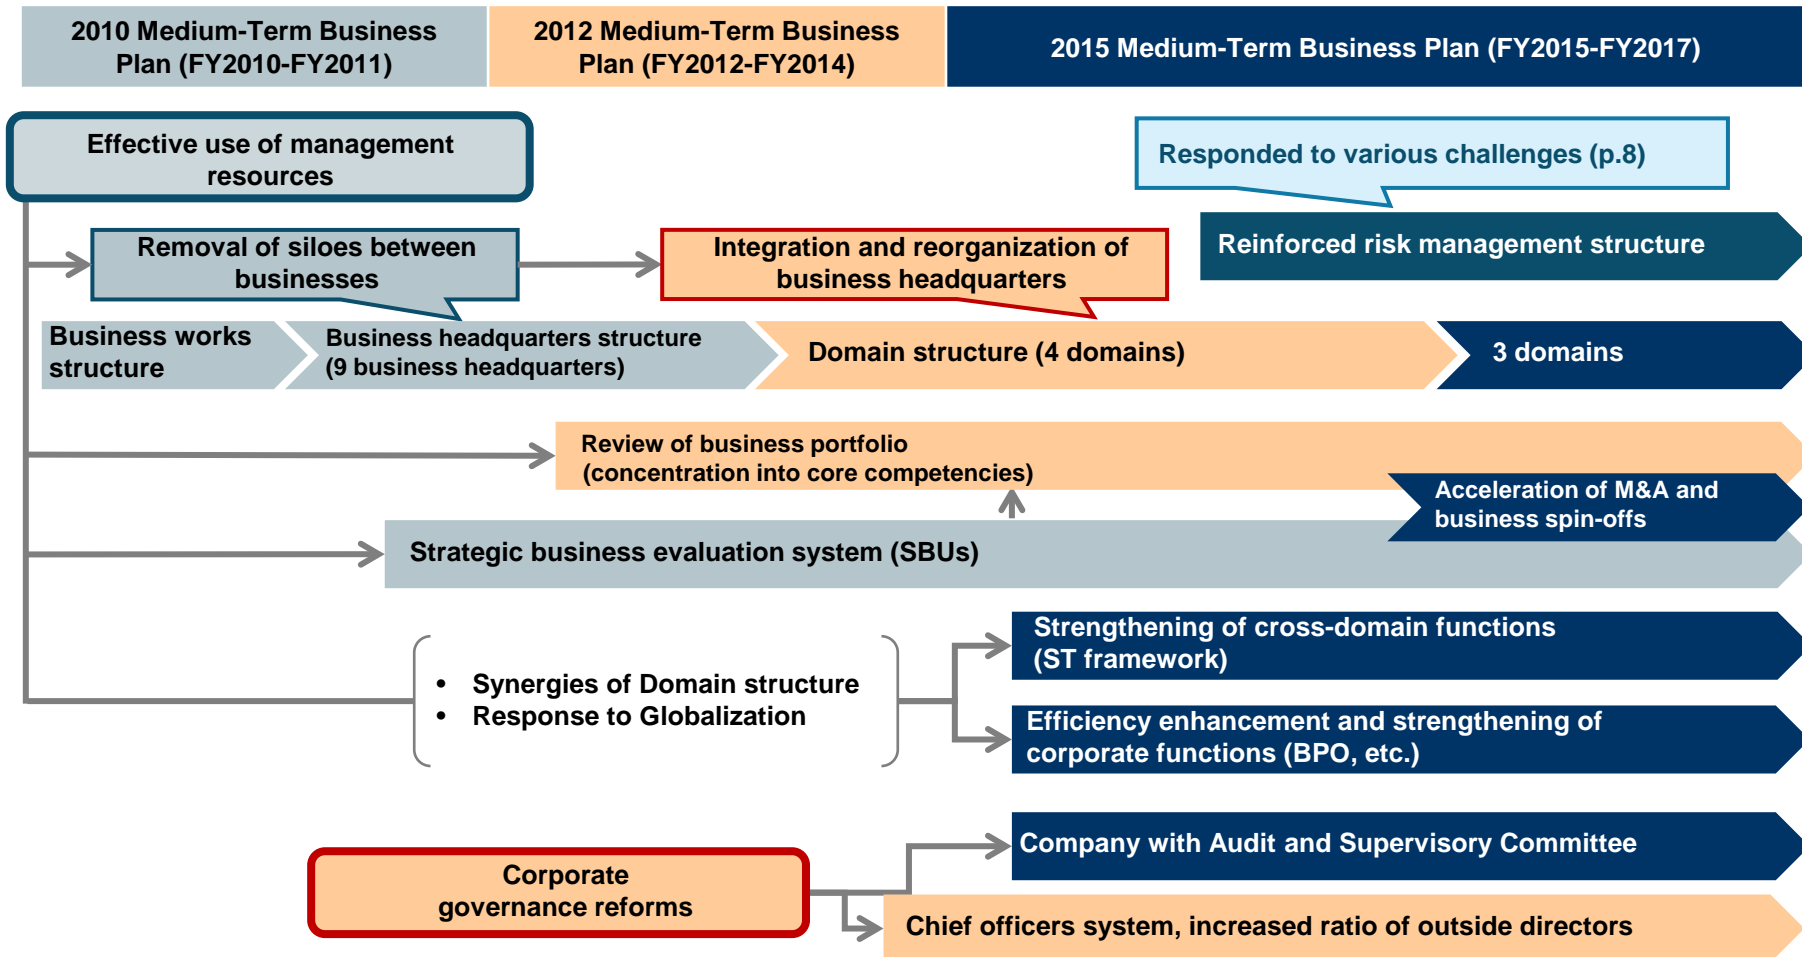 2010 Medium-Term Business
Plan (FY2010-FY2011)
2012 Medium-Term Business
Plan (FY2012-FY2014)
2015 Medium-Term Business Plan (FY2015-FY2017)
Effective use of management
resources
Responded to various challenges (p.8)
Removal of siloes between
businesses
Integration and reorganization of
business headquarters
Reinforced risk management structure
Business works
structure
Business headquarters structure
(9 business headquarters)
Domain structure (4 domains)
3 domains
Review of business portfolio
(concentration into core competencies)
Acceleration of M&A and
business spin-offs
Strategic business evaluation system (SBUs)
• Synergies of Domain structure
• Response to Globalization
Strengthening of cross-domain functions
(ST framework)
Efficiency enhancement and strengthening of
corporate functions (BPO, etc.)
Company with Audit and Supervisory Committee
Corporate
governance reforms
Chief officers system, increased ratio of outside directors